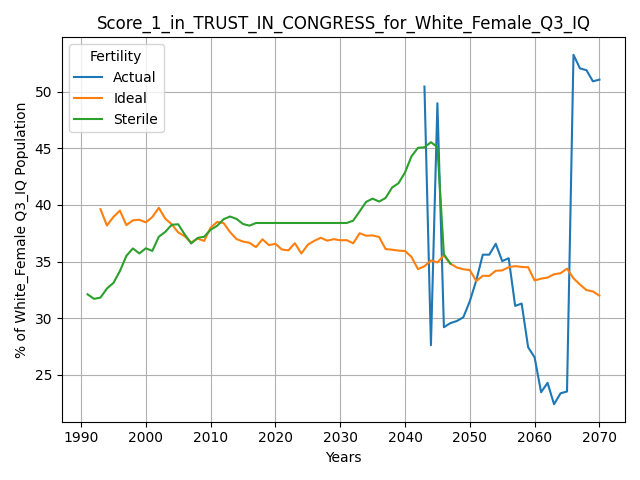 Score_1_in_TRUST_IN_CONGRESS_for_White_Female_Q3_IQ
Fertility
Actual
Ideal
Sterile
% of White_Female Q3_IQ Population
50
45
40
35
30
25
1990 2000 2010 2020 2030 2040 2050 2060 2070
Years